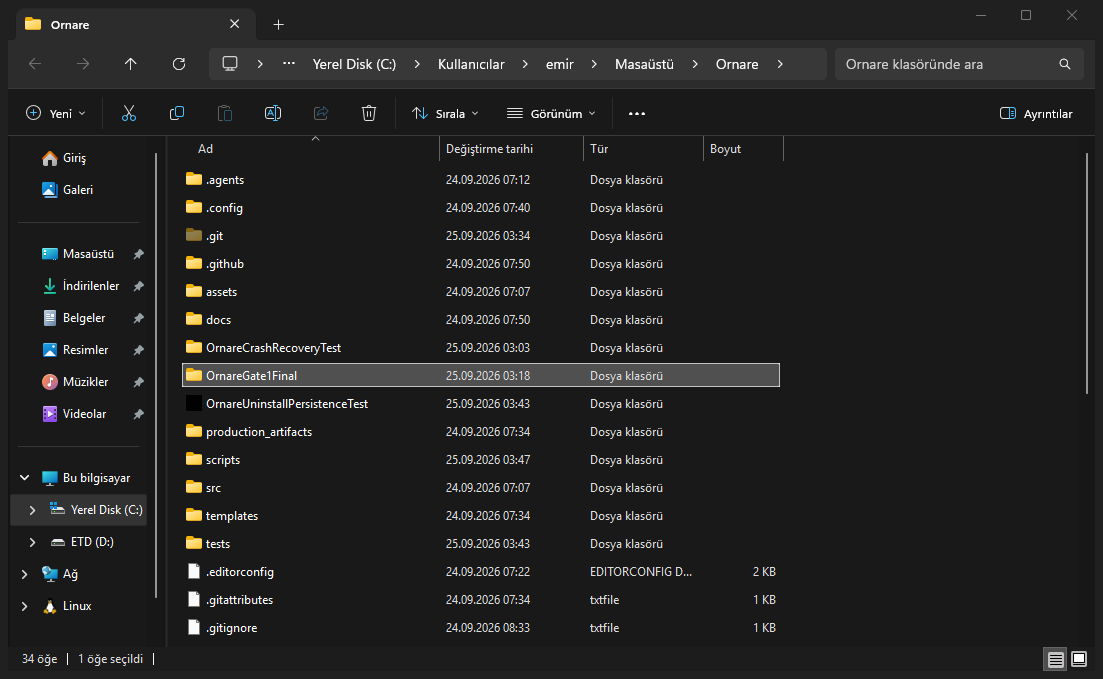 Ornare
Yerel Disk (C:) Kullanıcılar emir Masaüstü Ornare
Ornare klasöründe ara
Yeni Sırala Görünüm Ayrıntılar
Giriş
Galeri
Masaüstü
İndirilenler
Belgeler
Resimler
Müzikler
Videolar
Bu bilgisayar
Yerel Disk (C:)
ETD (D:)
Ağ
Linux
Ad Değiştirme tarihi Tür Boyut
.agents 24.09.2026 07:12 Dosya klasörü
.config 24.09.2026 07:40 Dosya klasörü
.git 25.09.2026 03:34 Dosya klasörü
.github 24.09.2026 07:50 Dosya klasörü
assets 24.09.2026 07:07 Dosya klasörü
docs 24.09.2026 07:50 Dosya klasörü
OrnareCrashRecoveryTest 25.09.2026 03:03 Dosya klasörü
OrnareGate1Final 25.09.2026 03:18 Dosya klasörü
OrnareUninstallPersistenceTest 25.09.2026 03:43 Dosya klasörü
production_artifacts 24.09.2026 07:34 Dosya klasörü
scripts 25.09.2026 03:47 Dosya klasörü
src 24.09.2026 07:07 Dosya klasörü
templates 24.09.2026 07:34 Dosya klasörü
tests 25.09.2026 03:43 Dosya klasörü
.editorconfig 24.09.2026 07:22 EDITORCONFIG D... 2 KB
.gitattributes 24.09.2026 07:34 txtfile 1 KB
.gitignore 24.09.2026 08:33 txtfile 1 KB
34 öğe 1 öğe seçildi